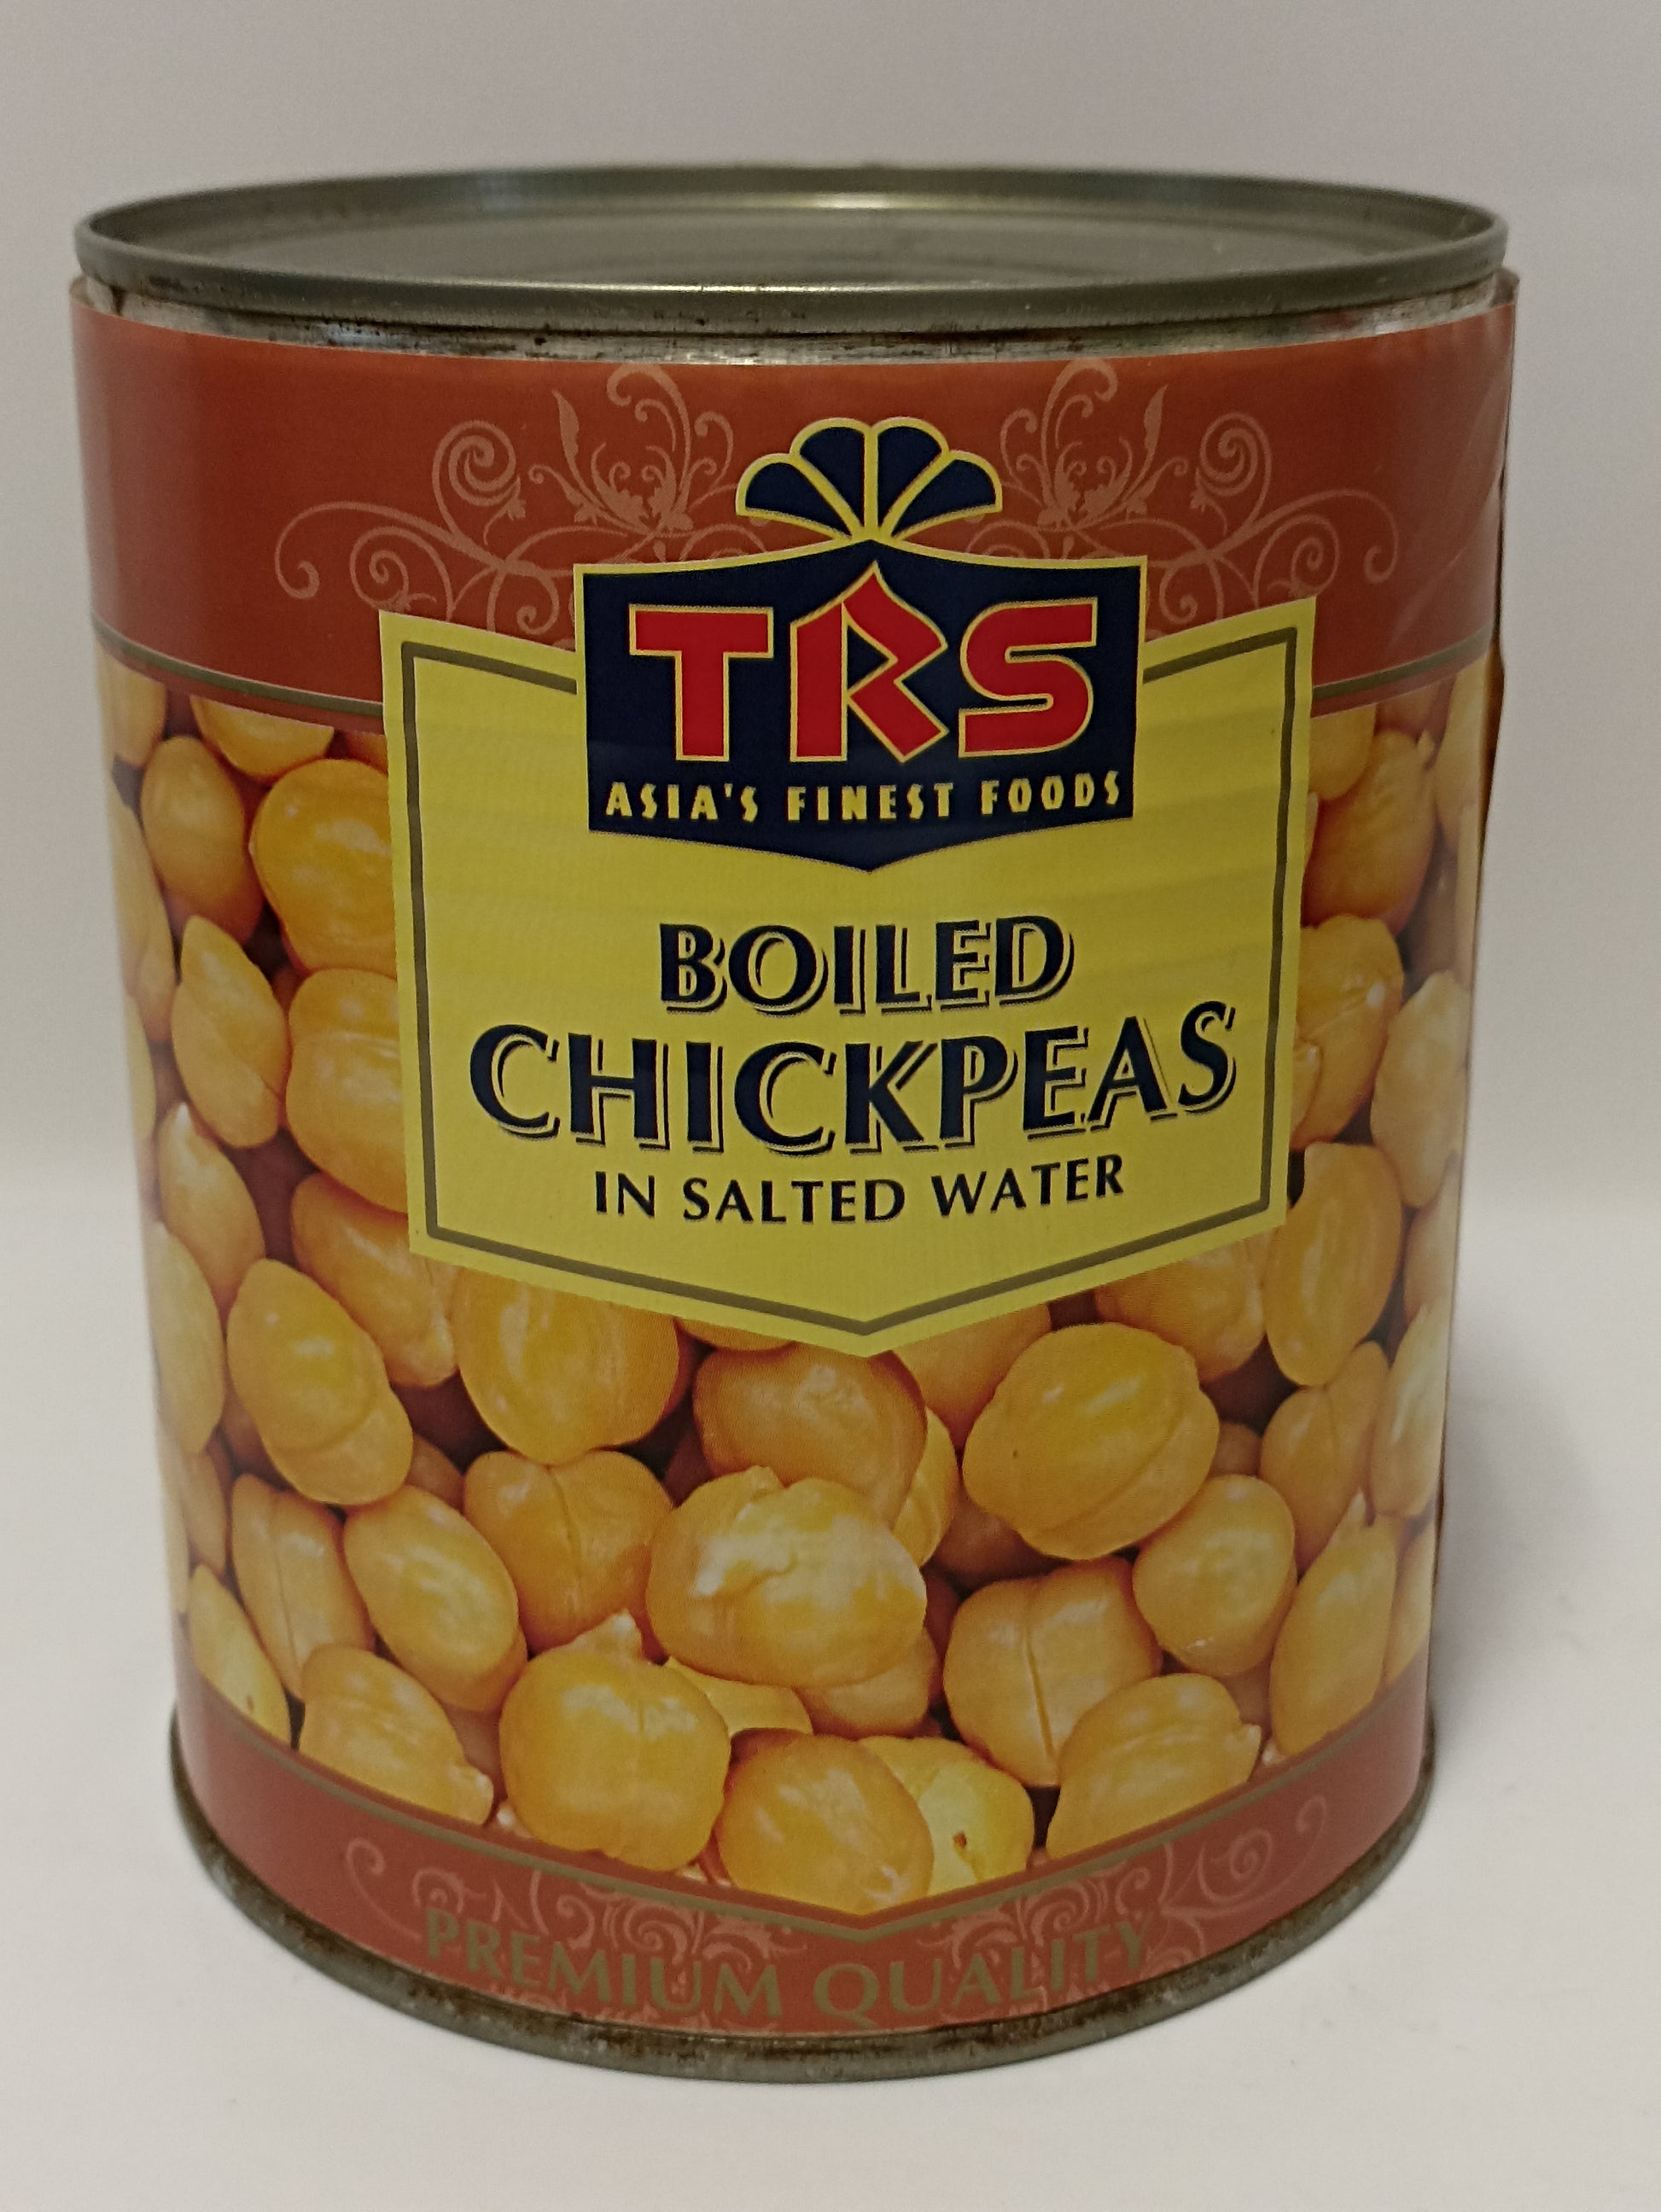 TRS
ASIA'S FINEST FOODS
BOILED
CHICKPEAS
IN SALTED WATER
PREMIUM QUALITY